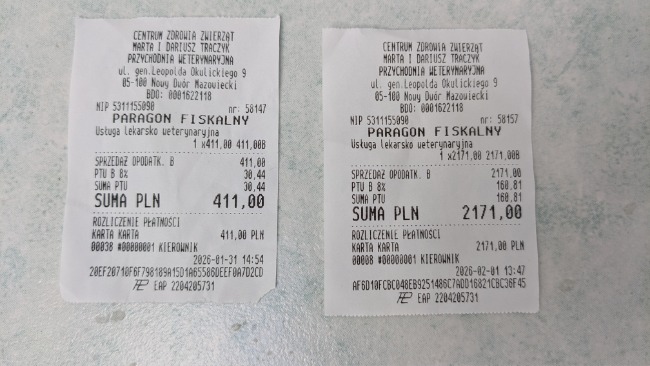 CENTRUM ZDROWIA ZWIERZĄT
MARTA I DARIUSZ TRACZYK
PRZYCHODNIA WETERYNARYJNA
ul. gen.Leopolda Okulickiego 9
05-100 Nowy Dwór Mazowiecki
BDO: 0001622118
NIP 5311155098 nr: 58147
PARAGON FISKALNY
Usługa lekarsko weterynaryjna
1 x411,00 411,00B
SPRZEDAŻ OPODATK. B 411,00
PTU B 8% 30,44
SUMA PTU 30,44
SUMA PLN 411,00
ROZLICZENIE PŁATNOŚCI
KARTA KARTA 411,00 PLN
00038 #00000001 KIEROWNIK
2026-01-31 14:54
20EF20710F6F798189A15D1A65586DEEF0A7D2CD
EAP 2204205731
CENTRUM ZDROWIA ZWIERZĄT
MARTA I DARIUSZ TRACZYK
PRZYCHODNIA WETERYNARYJNA
ul. gen.Leopolda Okulickiego 9
05-100 Nowy Dwór Mazowiecki
BDO: 0001622118
NIP 5311155098 nr: 58157
PARAGON FISKALNY
Usługa lekarsko weterynaryjna
1 x2171,00 2171,00B
SPRZEDAŻ OPODATK. B 2171,00
PTU B 8% 160,81
SUMA PTU 160,81
SUMA PLN 2171,00
ROZLICZENIE PŁATNOŚCI
KARTA KARTA 2171,00 PLN
00008 #00000001 KIEROWNIK
2026-02-01 13:47
AF6D10FCBC048EB9251486C7ADD16821CBC36F45
EAP 2204205731